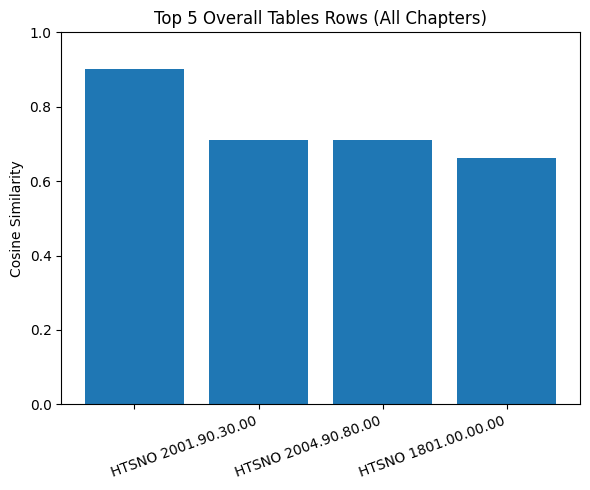 Top 5 Overall Tables Rows (All Chapters)
1.0
0.8
0.6
0.4
0.2
0.0
Cosine Similarity
HTSNO 2001.90.30.00
HTSNO 2004.90.80.00
HTSNO 1801.00.00.00